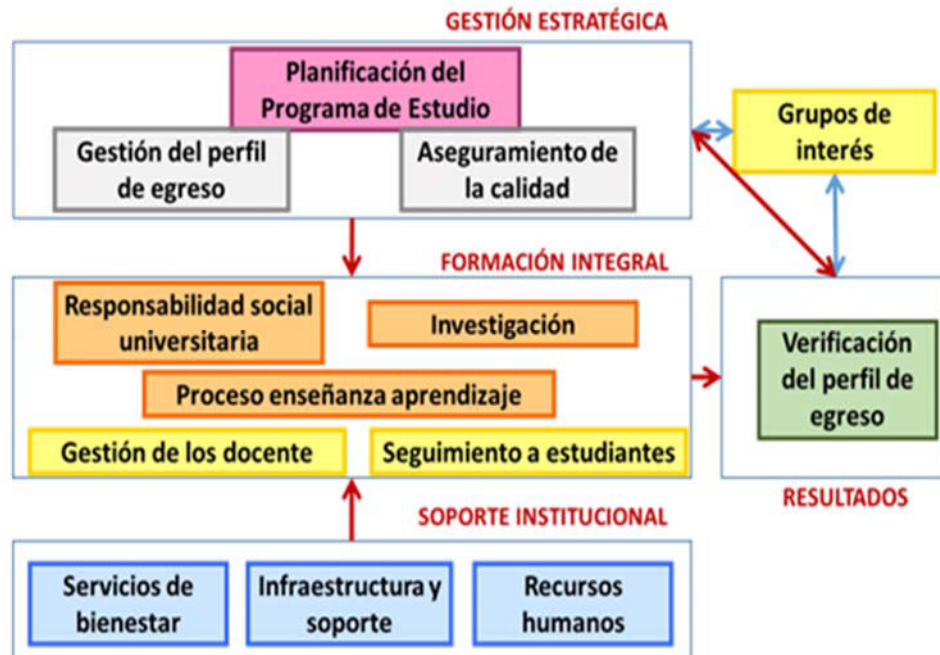 GESTIÓN ESTRATÉGICA
Planificación del
Programa de Estudio
Gestión del perfil
de egreso
Aseguramiento de
la calidad
Grupos de
interés
FORMACIÓN INTEGRAL
Responsabilidad social
universitaria
Investigación
Proceso enseñanza aprendizaje
Gestión de los docente
Seguimiento a estudiantes
Verificación
del perfil de
egreso
RESULTADOS
SOPORTE INSTITUCIONAL
Servicios de
bienestar
Infraestructura y
soporte
Recursos
humanos